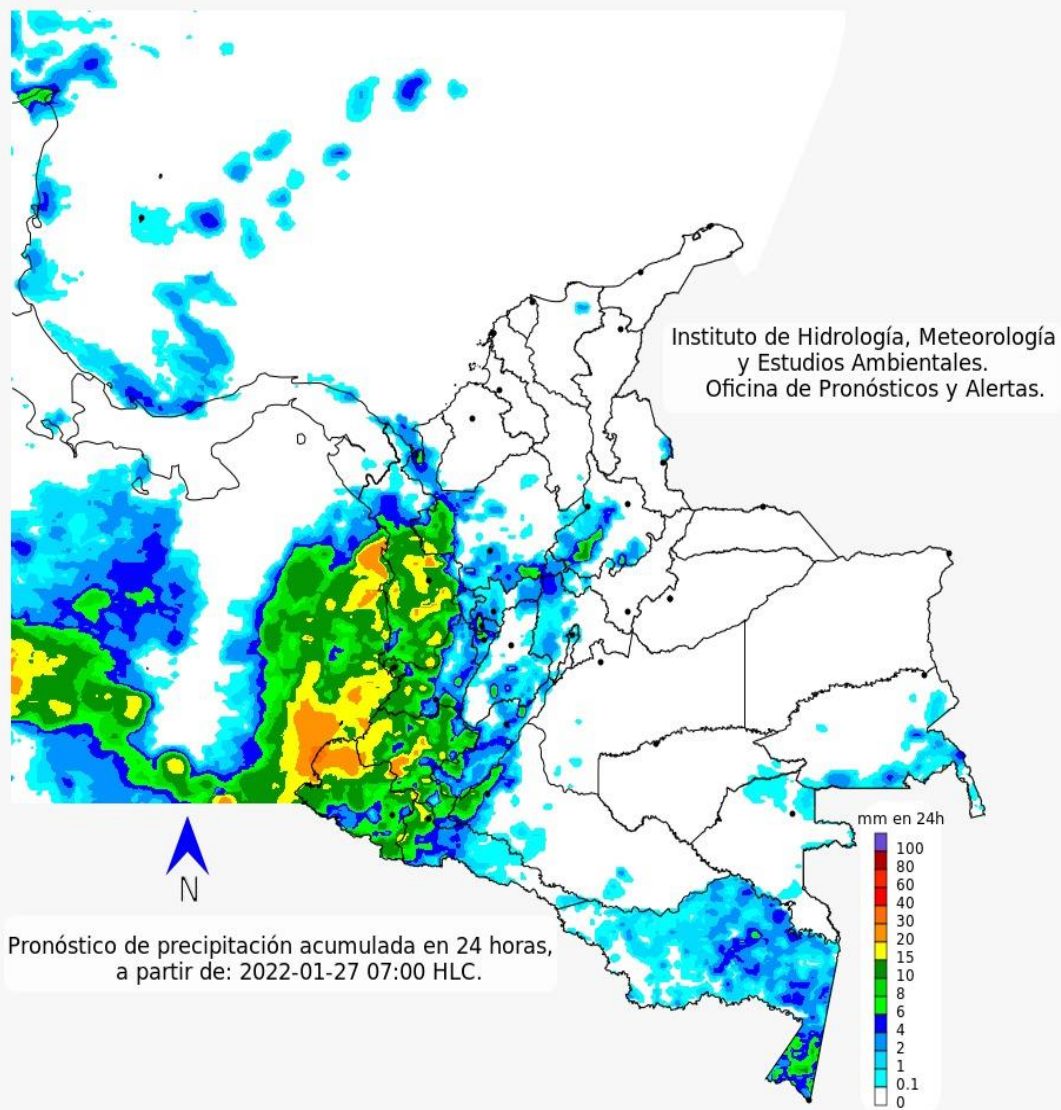 Instituto de Hidrología, Meteorología
y Estudios Ambientales.
Oficina de Pronósticos y Alertas.
mm en 24h
100
80
60
40
30
20
15
10
8
6
4
2
1
0.1
0
N
Pronóstico de precipitación acumulada en 24 horas,
a partir de: 2022-01-27 07:00 HLC.